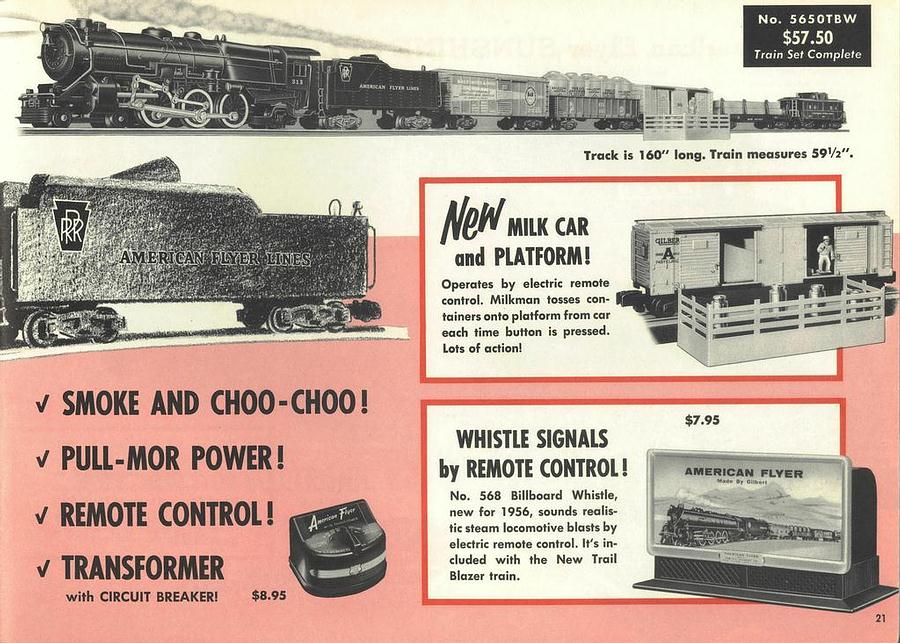 No. 5650TBW
$57.50
Train Set Complete
313
PRR
AMERICAN FLYER LINES
Track is 160" long. Train measures 59½".
PRR
AMERICAN FLYER LINES
New MILK CAR
and PLATFORM!
Operates by electric remote
control. Milkman tosses con-
tainers onto platform from car
each time button is pressed.
Lots of action!
GILBER
A
√ SMOKE AND CHOO-CHOO!
√ PULL-MOR POWER!
√ REMOTE CONTROL!
√ TRANSFORMER
with CIRCUIT BREAKER!
$8.95
American Flyer
$7.95
WHISTLE SIGNALS
by REMOTE CONTROL!
No. 568 Billboard Whistle,
new for 1956, sounds realis-
tic steam locomotive blasts by
electric remote control. It's in-
cluded with the New Trail
Blazer train.
AMERICAN FLYER
Made By Gilbert
21